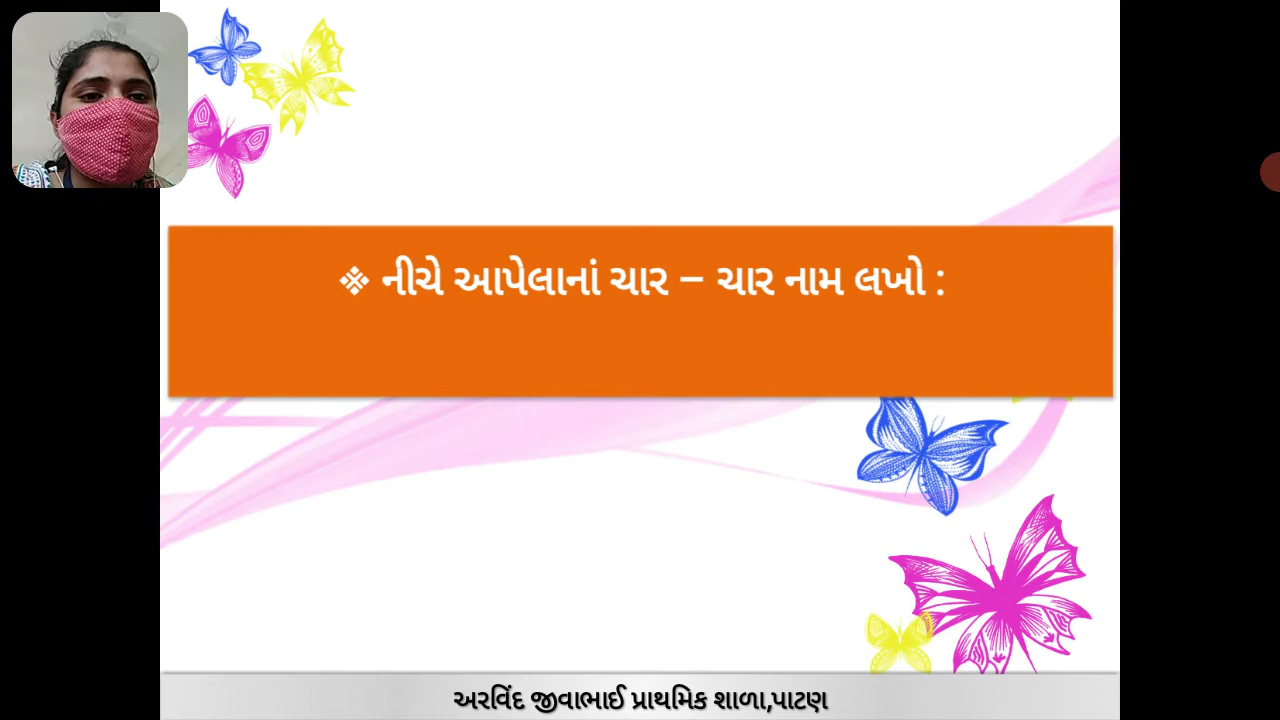 ❖ નીચે આપેલાનાં ચાર – ચાર નામ લખો :
અરવિંદ જીવાભાઈ પ્રાથમિક શાળા,પાટણ